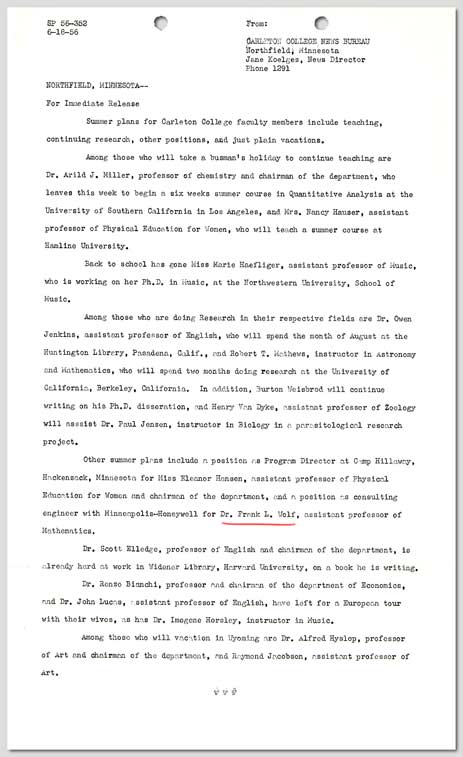 SP 56-352
6-18-56
From:
CARLETON COLLEGE NEWS BUREAU
Northfield, Minnesota
Jane Koelges, News Director
Phone 1291
NORTHFIELD, MINNESOTA--
For Immediate Release
Summer plans for Carleton College faculty members include teaching,
continuing research, other positions, and just plain vacations.
Among those who will take a busman's holiday to continue teaching are
Dr. Arild J. Miller, professor of chemistry and chairman of the department, who
leaves this week to begin a six weeks summer course in Quantitative Analysis at the
University of Southern California in Los Angeles, and Mrs. Nancy Hauser, assistant
professor of Physical Education for Women, who will teach a summer course at
Hamline University.
Back to school has gone Miss Marie Haefliger, assistant professor of Music,
who is working on her Ph.D. in Music, at the Northwestern University, School of
Music.
Among those who are doing Research in their respective fields are Dr. Owen
Jenkins, assistant professor of English, who will spend the month of August at the
Huntington Library, Pasadena, Calif., and Robert T. Mathews, instructor in Astronomy
and Mathematics, who will spend two months doing research at the University of
California, Berkeley, California. In addition, Burton Weisbrod will continue
writing on his Ph.D. disseration, and Henry Van Dyke, assistant professor of Zoology
will asssist Dr. Paul Jensen, instructor in Biology in a parasitological research
project.
Other summer plans include a position as Program Director at Camp Hillaway,
Hackensack, Minnesota for Miss Eleanor Hansen, assistant professor of Physical
Education for Women and chairman of the department, and a position as consulting
engineer with Minneapolis-Honeywell for Dr. Frank L. Wolf, assistant professor of
Mathematics.
Dr. Scott Elledge, professor of English and chairman of the department, is
already hard at work in Widener Library, Harvard University, on a book he is writing.
Dr. Renzo Bianchi, professor and chairman of the department of Economics,
and Dr. John Lucas, assistant professor of English, have left for a European tour
with their wives, as has Dr. Imogene Horsley, instructor in Music.
Among those who will vacation in Wyoming are Dr. Alfred Hyslop, professor
of Art and chairman of the department, and Raymond Jacobson, assistant professor of
Art.